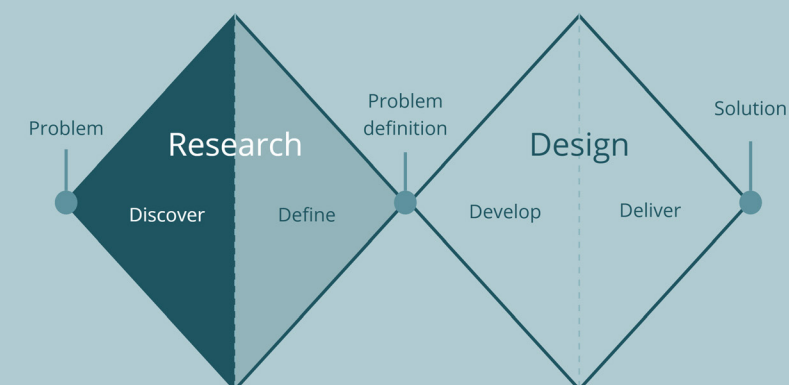 Problem
Research
Discover
Define
Problem
definition
Design
Develop
Deliver
Solution